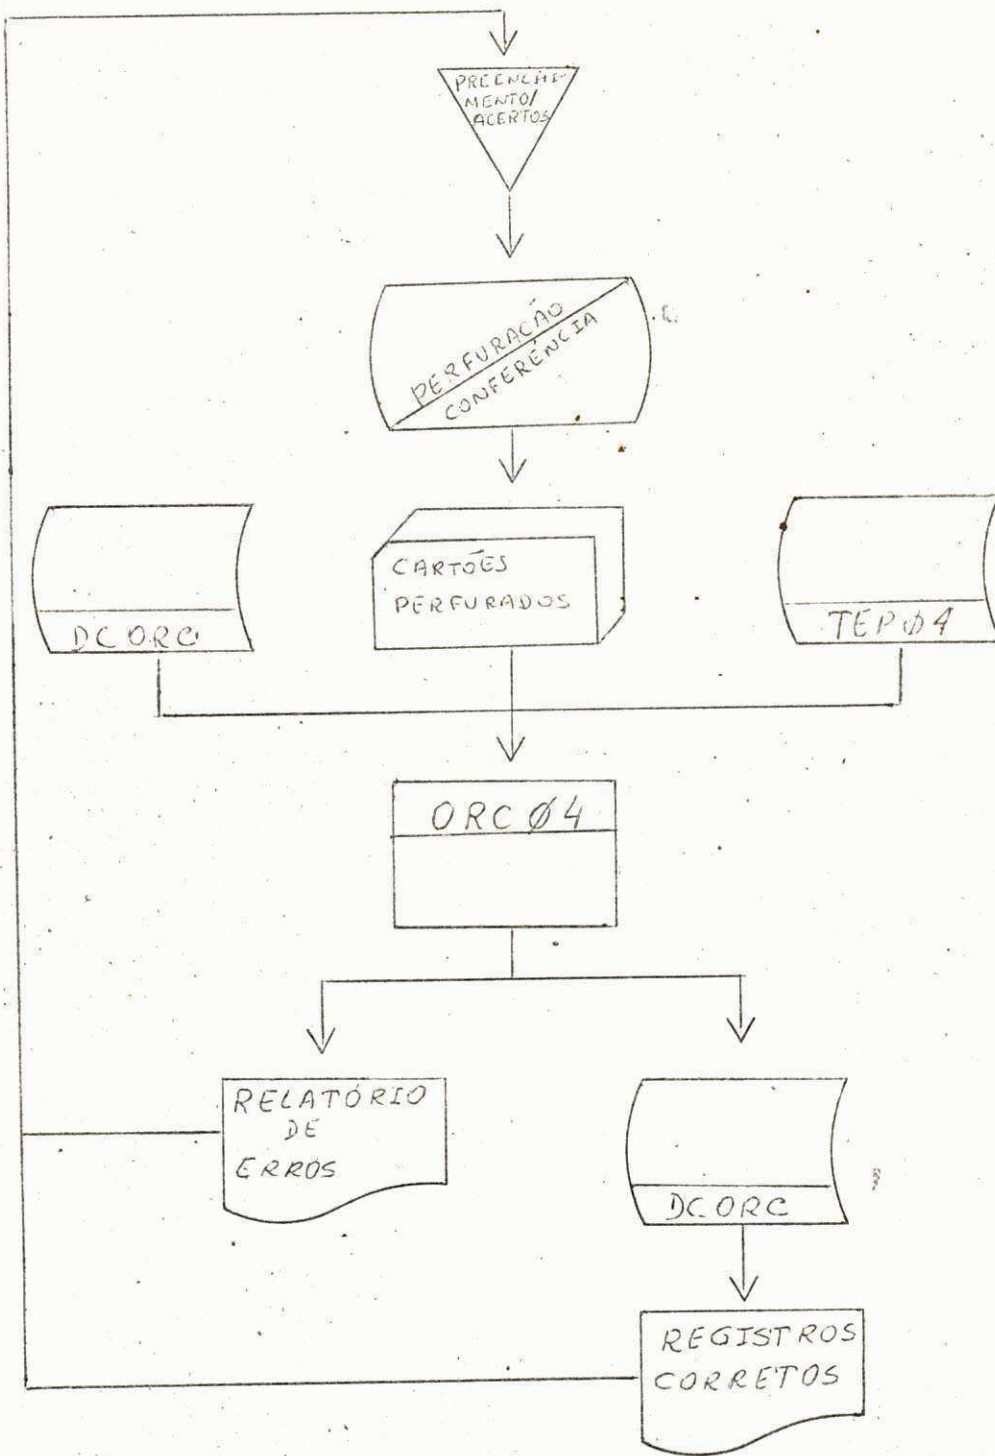 PREENCHI-
MENTO/
ACERTOS
PERFURAÇÃO
CONFERÊNCIA
DCORC
CARTÕES
PERFURADOS
TEPØ4
ORCØ4
RELATÓRIO
DE
ERROS
DCORC
REGISTROS
CORRETOS